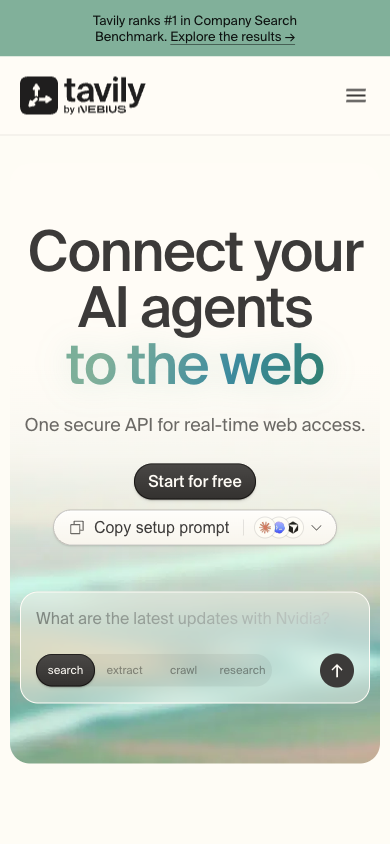 Tavily ranks #1 in Company Search
Benchmark. Explore the results →
tavily
by NEBIUS
Connect your
AI agents
to the web
One secure API for real-time web access.
Start for free
Copy setup prompt
What are the latest updates with Nvidia?
search extract crawl research